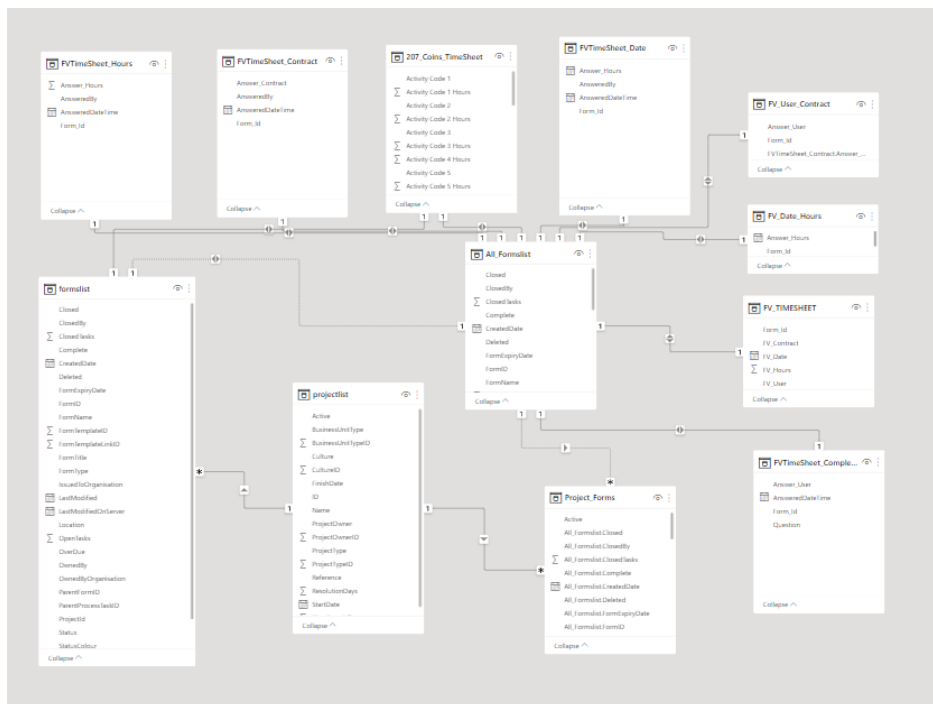 FVTimeSheet_Hours
Answer_Hours
AnsweredBy
AnsweredDateTime
Form_Id
Collapse
FVTimeSheet_Contract
Answer_Contract
AnsweredBy
AnsweredDateTime
Form_Id
Collapse
207_Coins_TimeSheet
Activity Code 1
Activity Code 1 Hours
Activity Code 2
Activity Code 2 Hours
Activity Code 3
Activity Code 3 Hours
Activity Code 4 Hours
Activity Code 5
Activity Code 5 Hours
Collapse
FVTimeSheet_Date
Answer_Hours
AnsweredBy
AnsweredDateTime
Form_Id
Collapse
FV_User_Contract
Answer_User
Form_Id
FVTimeSheet_Contract.Answer_...
Collapse
FV_Date_Hours
Answer_Hours
Form_Id
Collapse
All_Formslist
Closed
ClosedBy
ClosedTasks
Complete
CreatedDate
Deleted
FormExpiryDate
FormID
FormName
Collapse
formslist
Closed
ClosedBy
ClosedTasks
Complete
CreatedDate
Deleted
FormExpiryDate
FormID
FormName
FormTemplateID
FormTemplateLinkID
FormTitle
FormType
IssuedToOrganisation
LastModified
LastModifiedOnServer
Location
OpenTasks
OverDue
OwnedBy
OwnedByOrganisation
ParentFormID
ParentProcessTaskID
ProjectId
Status
StatusColour
Collapse
projectlist
Active
BusinessUnitType
BusinessUnitTypeID
Culture
CultureID
FinishDate
ID
Name
ProjectOwner
ProjectOwnerID
ProjectType
ProjectTypeID
Reference
ResolutionDays
StartDate
Collapse
FV_TIMESHEET
Form_Id
FV_Contract
FV_Date
FV_Hours
FV_User
Collapse
FVTimeSheet_Comple...
Answer_User
AnsweredDateTime
Form_Id
Question
Collapse
Project_Forms
Active
All_Formslist.Closed
All_Formslist.ClosedBy
All_Formslist.ClosedTasks
All_Formslist.Complete
All_Formslist.CreatedDate
All_Formslist.Deleted
All_Formslist.FormExpiryDate
All_Formslist.FormID
Collapse